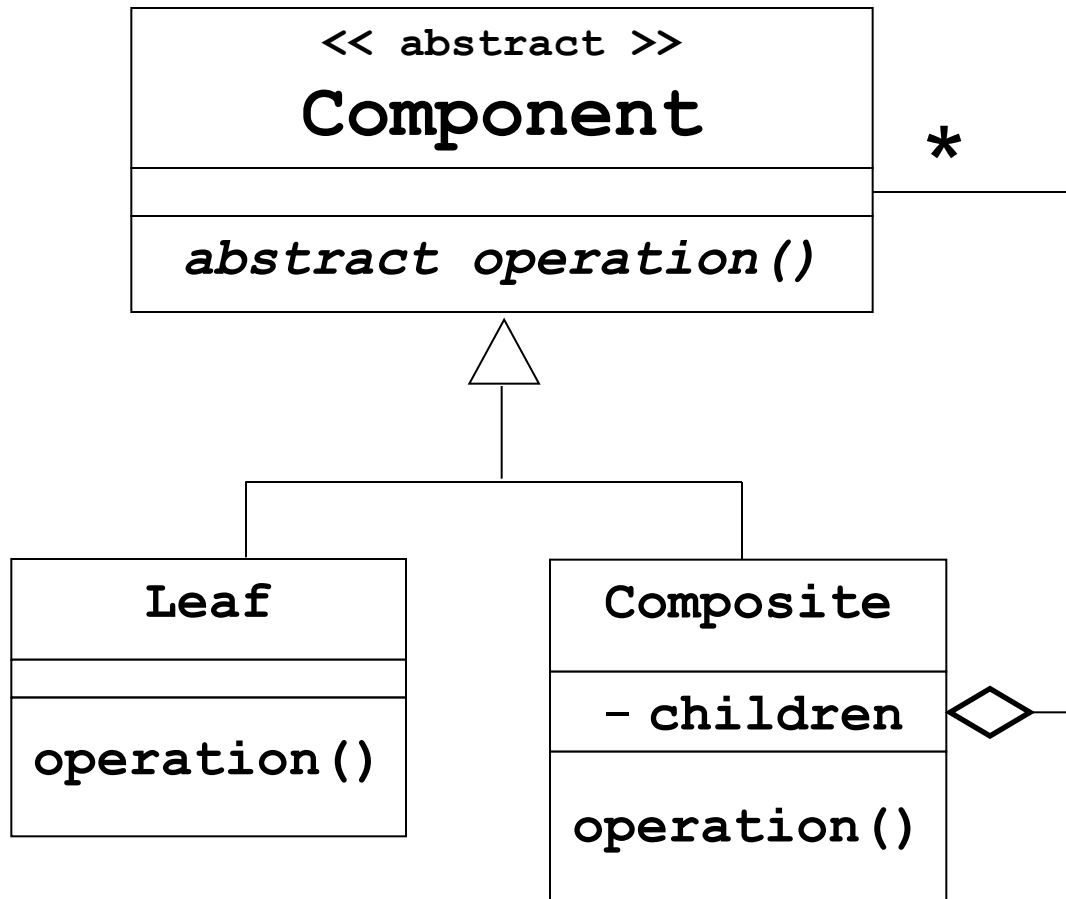 << abstract >>
Component
*
abstract operation()
Leaf
Composite
- children
operation()
operation()